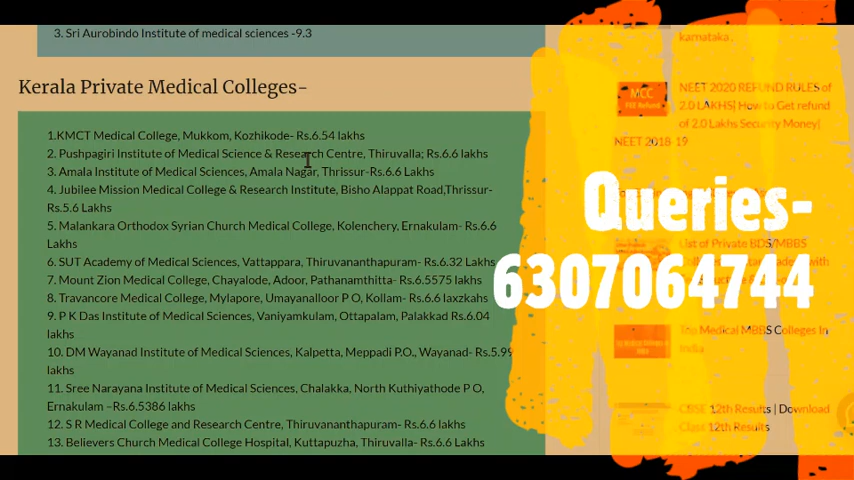 3. Sri Aurobindo Institute of medical sciences -9.3
Kerala Private Medical Colleges-
1.KMCT Medical College, Mukkom, Kozhikode- Rs.6.54 lakhs
2. Pushpagiri Institute of Medical Science & Research Centre, Thiruvalla; Rs.6.6 lakhs
3. Amala Institute of Medical Sciences, Amala Nagar, Thrissur-Rs.6.6 Lakhs
4. Jubilee Mission Medical College & Research Institute, Bisho Alappat Road,Thrissur-
Rs.5.6 Lakhs
5. Malankara Orthodox Syrian Church Medical College, Kolenchery, Ernakulam- Rs.6.6
Lakhs
6. SUT Academy of Medical Sciences, Vattappara, Thiruvananthapuram- Rs.6.32 Lakhs
7. Mount Zion Medical College, Chayalode, Adoor, Pathanamthitta- Rs.6.5575 lakhs
8. Travancore Medical College, Mylapore, Umayanalloor P O, Kollam- Rs.6.6 laxzkahs
9. P K Das Institute of Medical Sciences, Vaniyamkulam, Ottapalam, Palakkad Rs.6.04
lakhs
10. DM Wayanad Institute of Medical Sciences, Kalpetta, Meppadi P.O., Wayanad- Rs.5.99
lakhs
11. Sree Narayana Institute of Medical Sciences, Chalakka, North Kuthiyathode P O,
Ernakulam –Rs.6.5386 lakhs
12. S R Medical College and Research Centre, Thiruvananthapuram- Rs.6.6 lakhs
13. Believers Church Medical College Hospital, Kuttapuzha, Thiruvalla- Rs.6.6 Lakhs
karnataka.
MCC
NEET 2020 REFUND RULES of
2.0 LAKHS| How to Get refund
of 2.0 Lakhs Security Money|
NEET 2018-19
Queries-
6307064744
List of Private BDS/MBBS
Top Medical MBBS Colleges In
India
CBSE 12th Results | Download
Class 12th Results